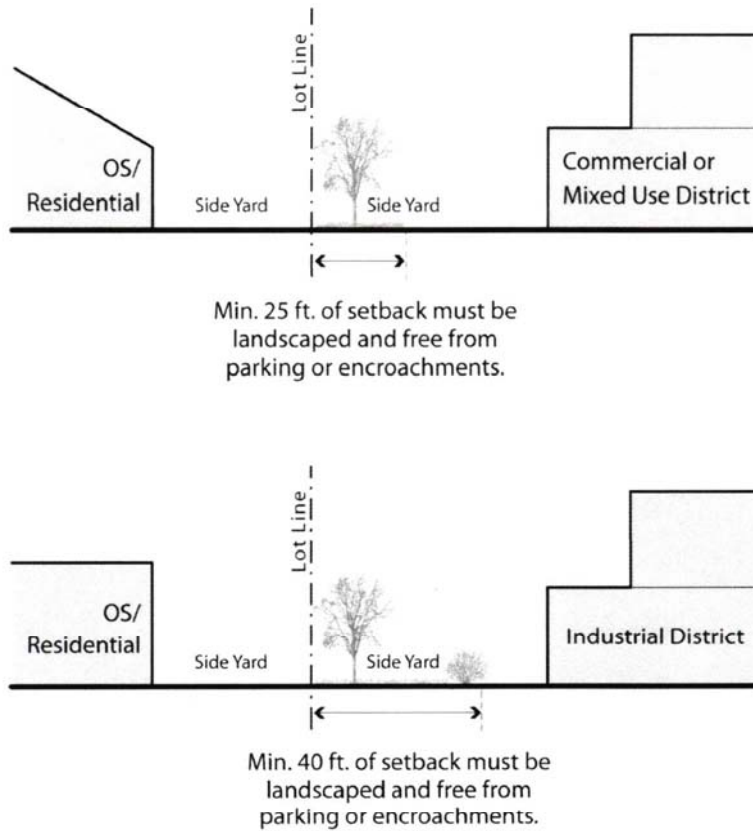 Lot Line
OS/
Residential
Side Yard
Side Yard
Commercial or
Mixed Use District
Min. 25 ft. of setback must be
landscaped and free from
parking or encroachments.
Lot Line
OS/
Residential
Side Yard
Side Yard
Industrial District
Min. 40 ft. of setback must be
landscaped and free from
parking or encroachments.